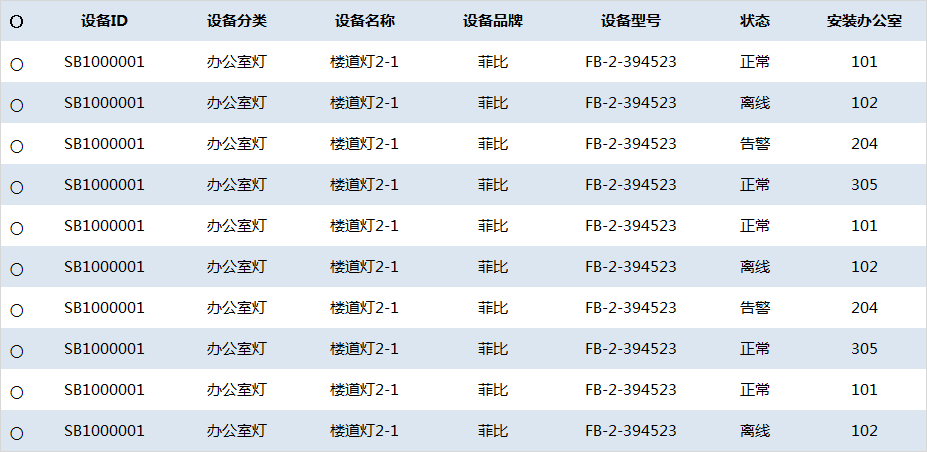 设备ID 设备分类 设备名称 设备品牌 设备型号 状态 安装办公室
SB1000001 办公室灯 楼道灯2-1 菲比 FB-2-394523 正常 101
SB1000001 办公室灯 楼道灯2-1 菲比 FB-2-394523 离线 102
SB1000001 办公室灯 楼道灯2-1 菲比 FB-2-394523 告警 204
SB1000001 办公室灯 楼道灯2-1 菲比 FB-2-394523 正常 305
SB1000001 办公室灯 楼道灯2-1 菲比 FB-2-394523 正常 101
SB1000001 办公室灯 楼道灯2-1 菲比 FB-2-394523 离线 102
SB1000001 办公室灯 楼道灯2-1 菲比 FB-2-394523 告警 204
SB1000001 办公室灯 楼道灯2-1 菲比 FB-2-394523 正常 305
SB1000001 办公室灯 楼道灯2-1 菲比 FB-2-394523 正常 101
SB1000001 办公室灯 楼道灯2-1 菲比 FB-2-394523 离线 102